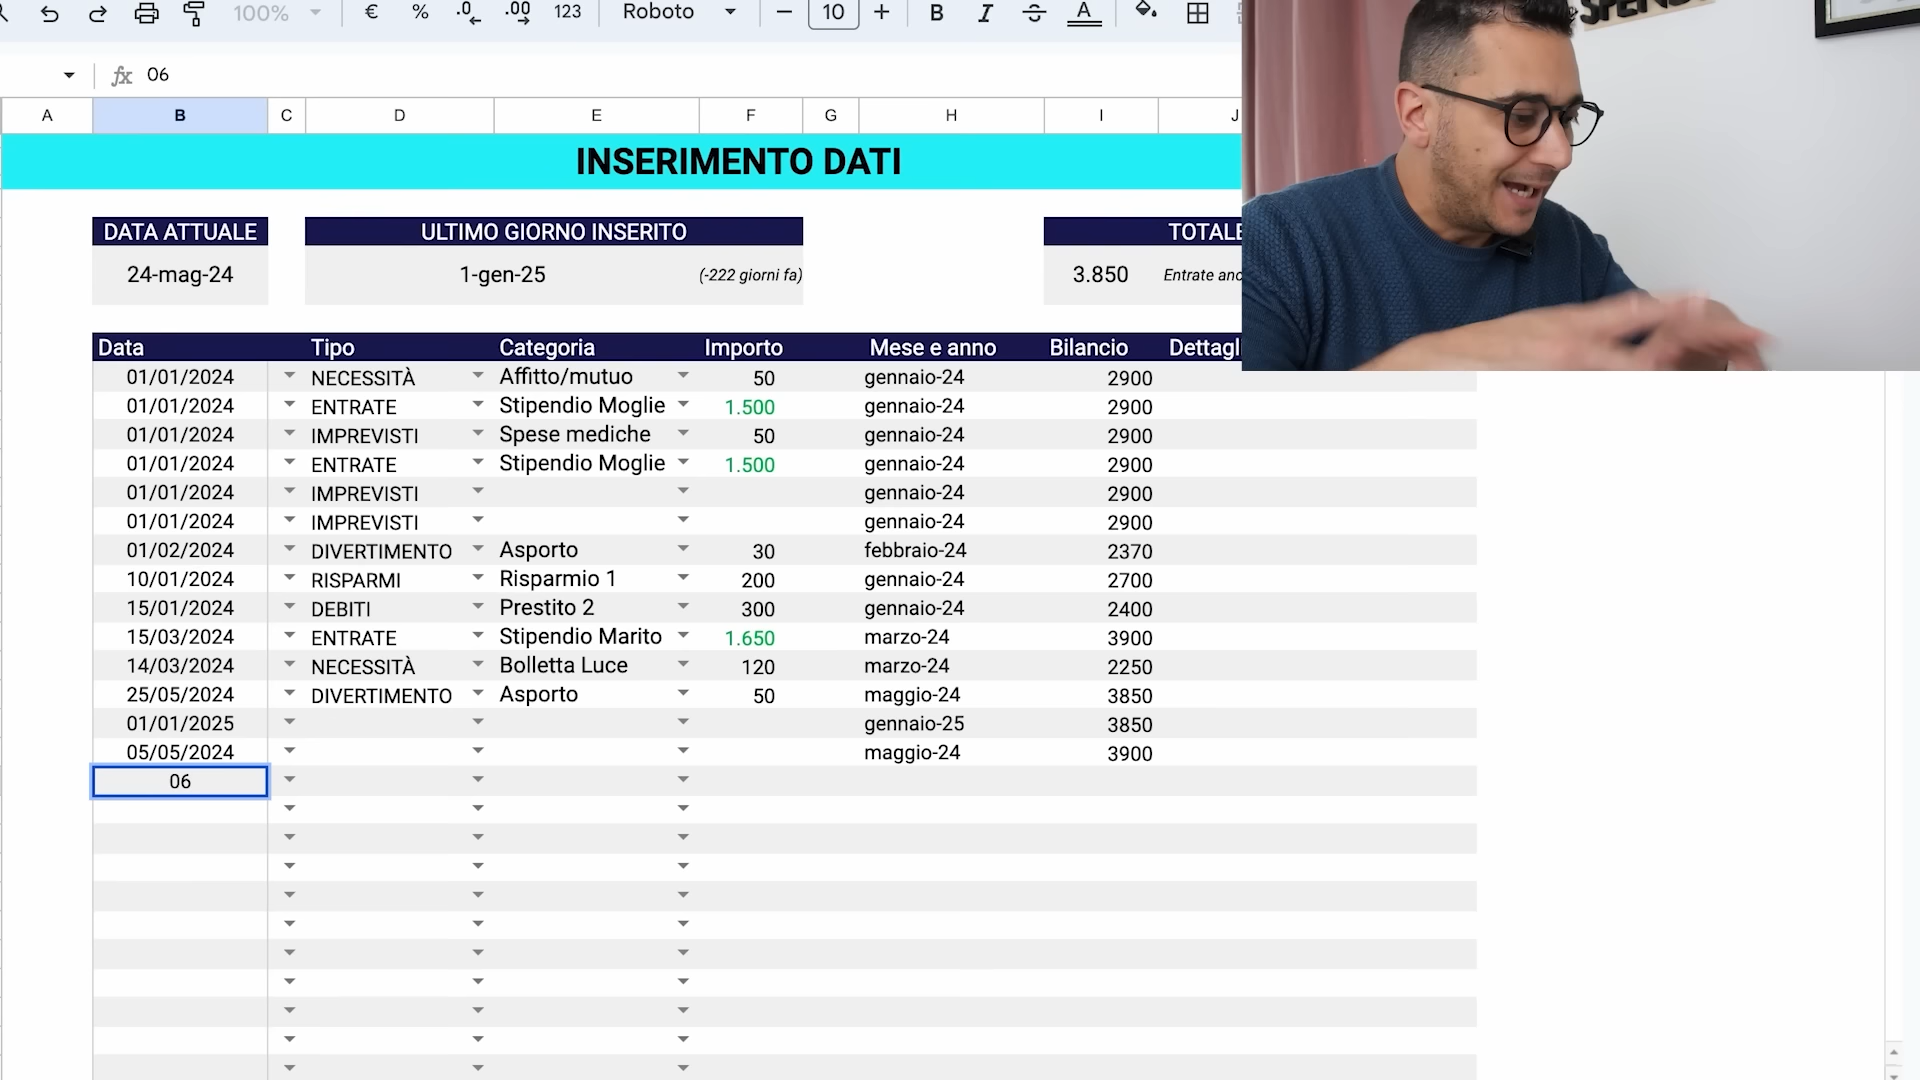 100% € % .0 .00 123 Roboto 10 B I A
SPEND
fx 06
A B C D E F G H I J
INSERIMENTO DATI
DATA ATTUALE ULTIMO GIORNO INSERITO TOTALE
24-mag-24 1-gen-25 (-222 giorni fa) 3.850 Entrate anc
Data Tipo Categoria Importo Mese e anno Bilancio Dettagli
01/01/2024 NECESSITÀ Affitto/mutuo 50 gennaio-24 2900
01/01/2024 ENTRATE Stipendio Moglie 1.500 gennaio-24 2900
01/01/2024 IMPREVISTI Spese mediche 50 gennaio-24 2900
01/01/2024 ENTRATE Stipendio Moglie 1.500 gennaio-24 2900
01/01/2024 IMPREVISTI gennaio-24 2900
01/01/2024 IMPREVISTI gennaio-24 2900
01/02/2024 DIVERTIMENTO Asporto 30 febbraio-24 2370
10/01/2024 RISPARMI Risparmio 1 200 gennaio-24 2700
15/01/2024 DEBITI Prestito 2 300 gennaio-24 2400
15/03/2024 ENTRATE Stipendio Marito 1.650 marzo-24 3900
14/03/2024 NECESSITÀ Bolletta Luce 120 marzo-24 2250
25/05/2024 DIVERTIMENTO Asporto 50 maggio-24 3850
01/01/2025 gennaio-25 3850
05/05/2024 maggio-24 3900
06